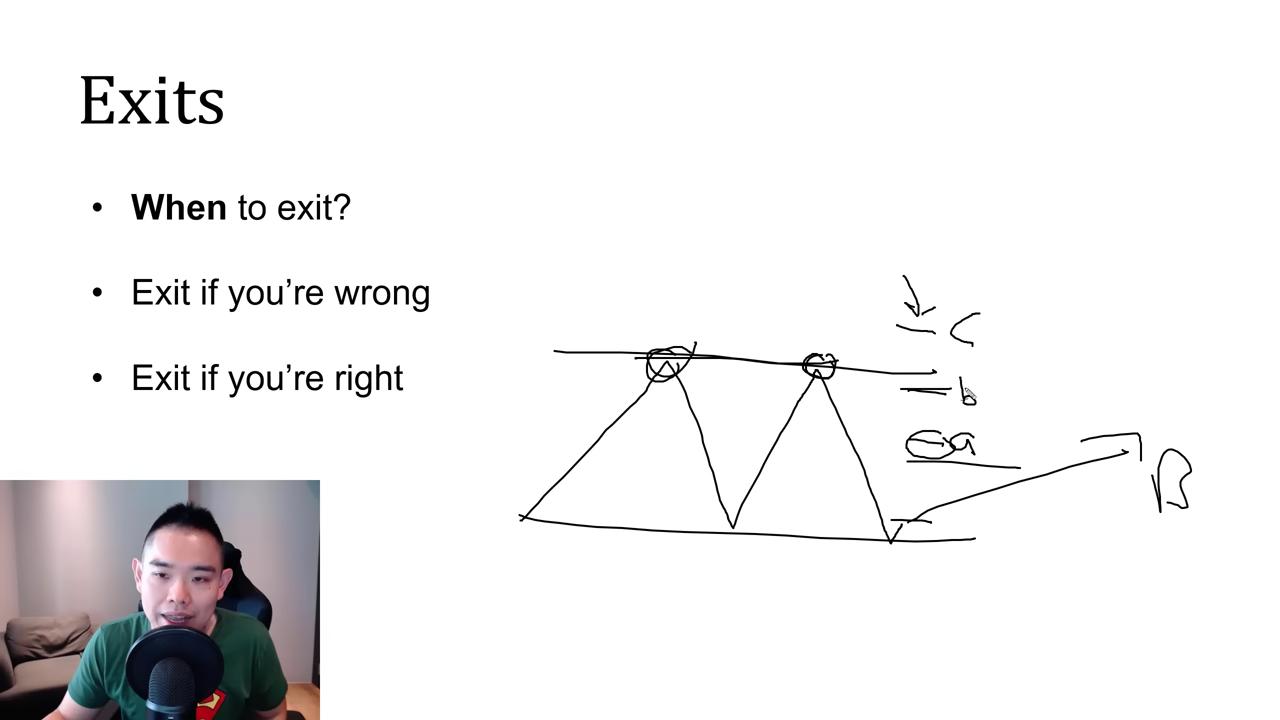 Exits
• When to exit?
• Exit if you’re wrong
• Exit if you’re right
C
b
a
B